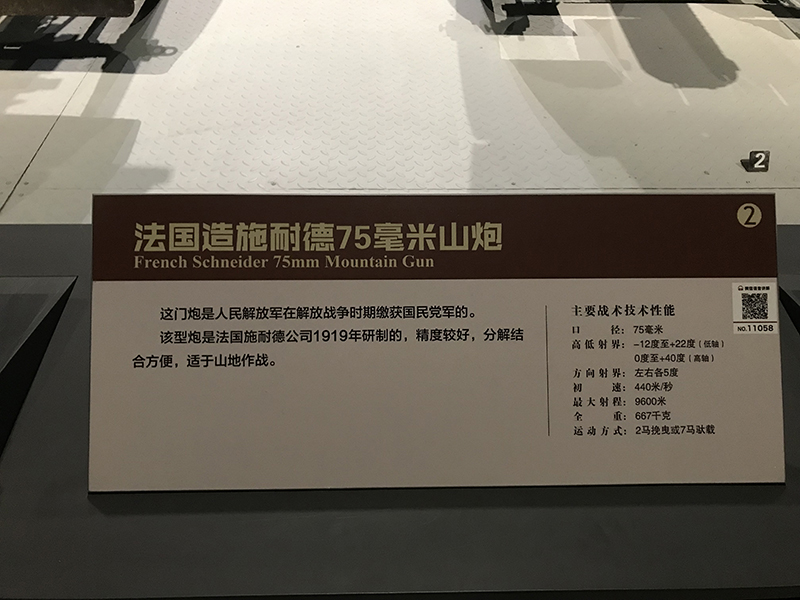 2
法国造施耐德75毫米山炮
French Schneider 75mm Mountain Gun
2
这门炮是人民解放军在解放战争时期缴获国民党军的。
该型炮是法国施耐德公司1919年研制的，精度较好，分解结
合方便，适于山地作战。
主要战术技术性能
口 径：75毫米
高低射界：-12度至+22度（低轴）
0度至+40度（高轴）
方向射界：左右各5度
初 速：440米/秒
最大射程：9600米
全 重：667千克
运动方式：2马挽曳或7马驮载
NO.11058